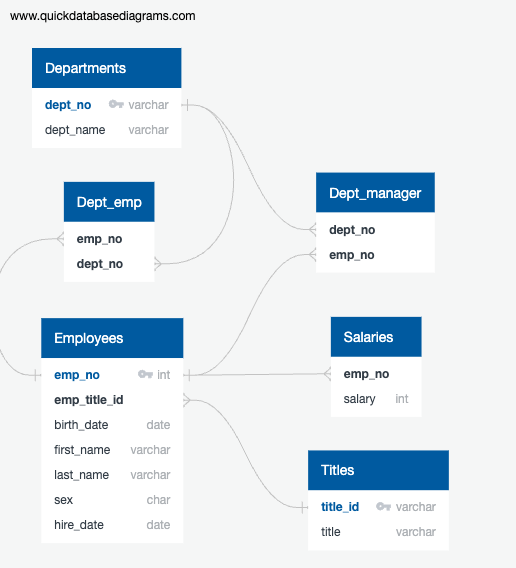 www.quickdatabasediagrams.com
Departments
dept_no varchar
dept_name varchar
Dept_emp
emp_no
dept_no
Dept_manager
dept_no
emp_no
Employees
emp_no int
emp_title_id
birth_date date
first_name varchar
last_name varchar
sex char
hire_date date
Salaries
emp_no
salary int
Titles
title_id varchar
title varchar